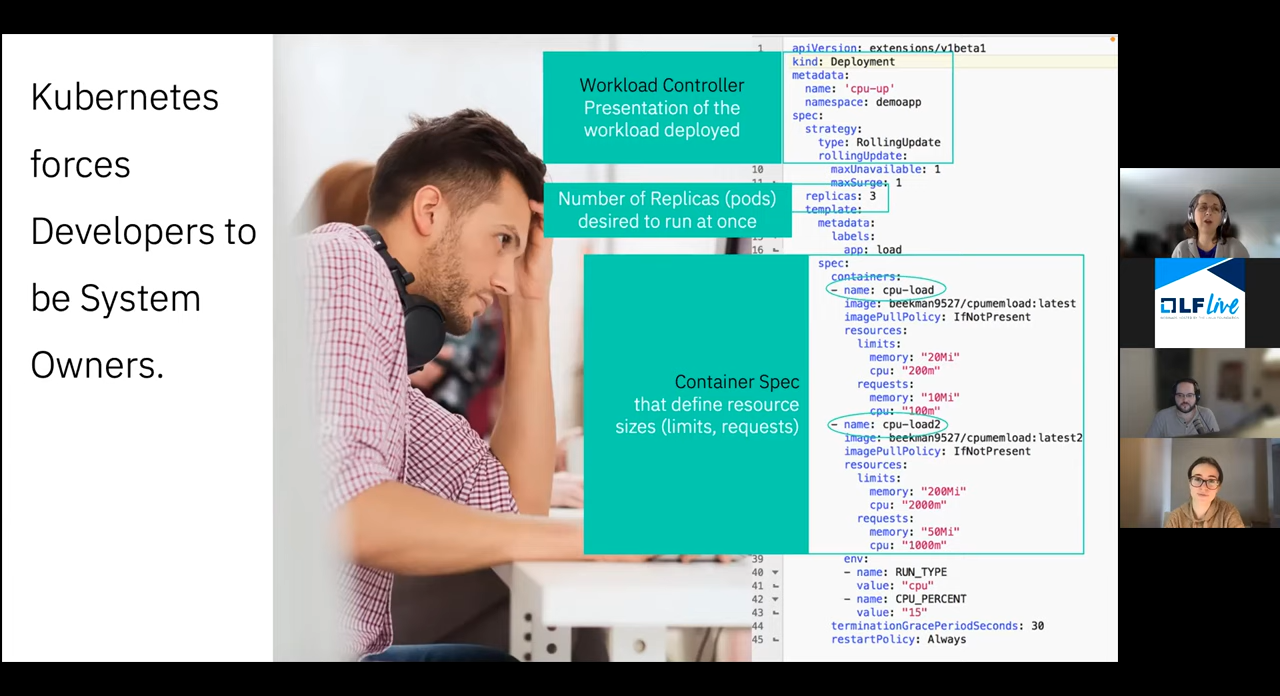 Kubernetes
forces
Developers to
be System
Owners.
Workload Controller
Presentation of the
workload deployed
Number of Replicas (pods)
desired to run at once
Container Spec
that define resource
sizes (limits, requests)
1 apiVersion: extensions/v1beta1
kind: Deployment
metadata:
name: 'cpu-up'
namespace: demoapp
spec:
strategy:
type: RollingUpdate
rollingUpdate:
10 maxUnavailable: 1
11 maxSurge: 1
replicas: 3
template:
metadata:
labels:
16 app: load
spec:
containers:
- name: cpu-load
image: beekman9527/cpumemload:latest
imagePullPolicy: IfNotPresent
resources:
limits:
memory: "20Mi"
cpu: "200m"
requests:
memory: "10Mi"
cpu: "100m"
- name: cpu-load2
image: beekman9527/cpumemload:latest2
imagePullPolicy: IfNotPresent
resources:
limits:
memory: "200Mi"
cpu: "2000m"
requests:
memory: "50Mi"
cpu: "1000m"
39 env:
40 - name: RUN_TYPE
41 value: "cpu"
42 - name: CPU_PERCENT
43 value: "15"
44 terminationGracePeriodSeconds: 30
45 restartPolicy: Always
LF live